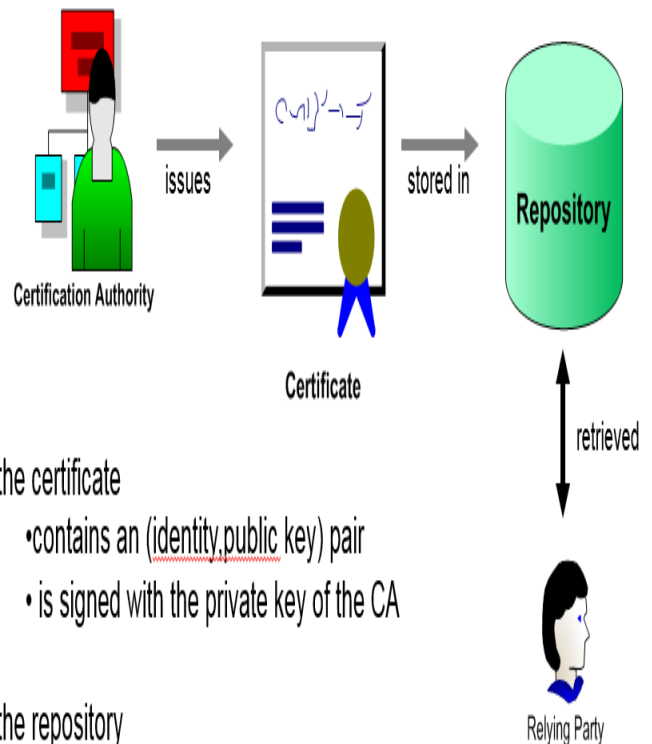 issues
stored in
Repository
Certification Authority
Certificate
retrieved
the certificate
•contains an (identity,public key) pair
• is signed with the private key of the CA
the repository
Relying Party